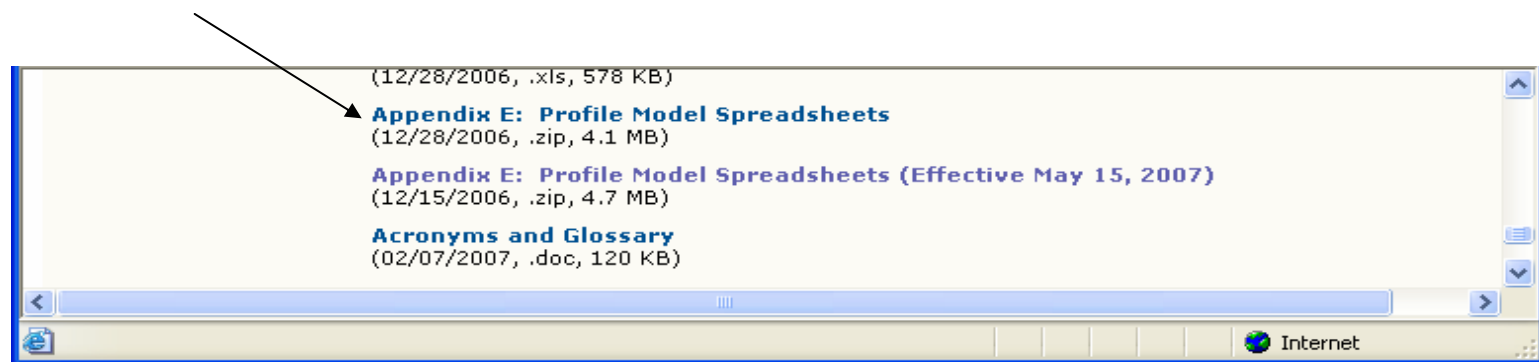 (12/28/2006, .xls, 578 KB)
Appendix E: Profile Model Spreadsheets
(12/28/2006, .zip, 4.1 MB)
Appendix E: Profile Model Spreadsheets (Effective May 15, 2007)
(12/15/2006, .zip, 4.7 MB)
Acronyms and Glossary
(02/07/2007, .doc, 120 KB)
Internet